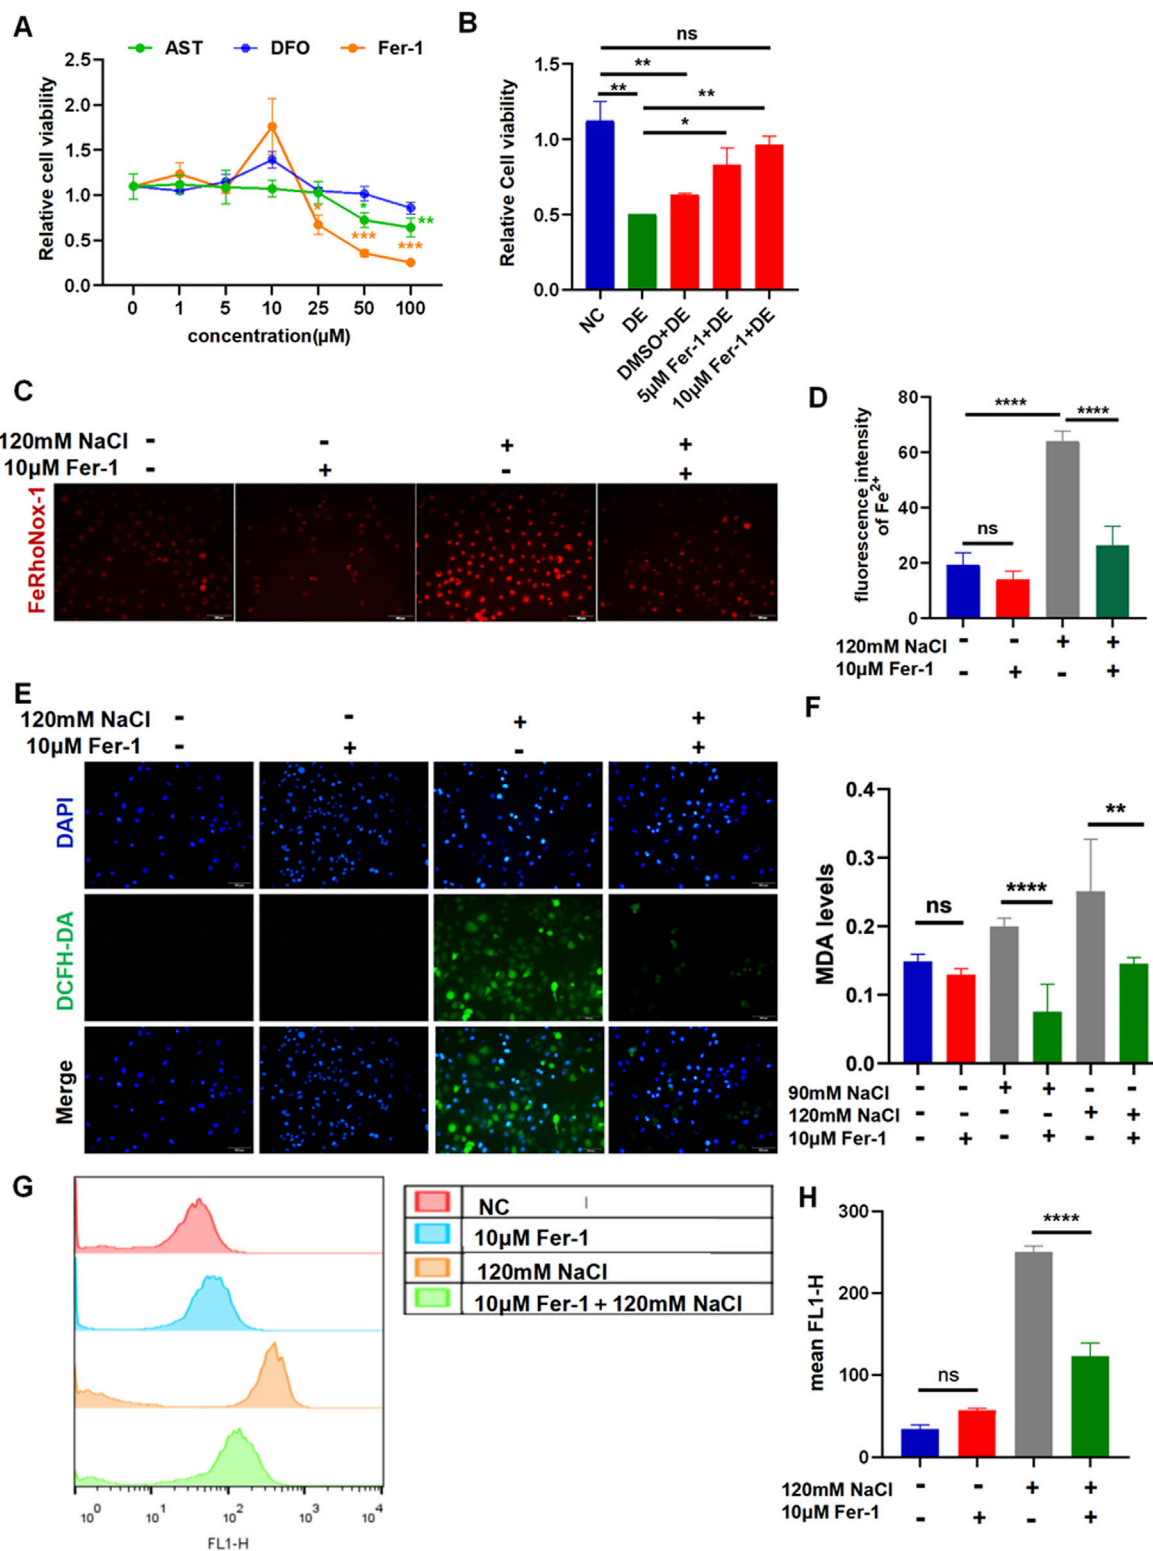 A
AST DFO Fer-1
Relative cell viability
2.5
2.0
1.5
1.0
0.5
0.0
* * **
*** ***
0 1 5 10 25 50 100
concentration(μM)
B
ns
**
** **
*
Relative Cell viability
1.5
1.0
0.5
0.0
NC
DE
DMSO+DE
5μM Fer-1+DE
10μM Fer-1+DE
C
120mM NaCl - - + +
10μM Fer-1 - + - +
FeRhoNox-1
D
fluorescence intensity
of Fe2+
80
60
40
20
0
**** ****
ns
120mM NaCl - - + +
10μM Fer-1 - + - +
E
120mM NaCl - - + +
10μM Fer-1 - + - +
DAPI
DCFH-DA
Merge
F
MDA levels
0.4
0.3
0.2
0.1
0.0
ns **** **
90mM NaCl - - + + - -
120mM NaCl - - - - + +
10μM Fer-1 - + - + - +
G
10^0 10^1 10^2 10^3 10^4
FL1-H
NC
10μM Fer-1
120mM NaCl
10μM Fer-1 + 120mM NaCl
H
mean FL1-H
300
200
100
0
ns ****
120mM NaCl - - + +
10μM Fer-1 - + - +